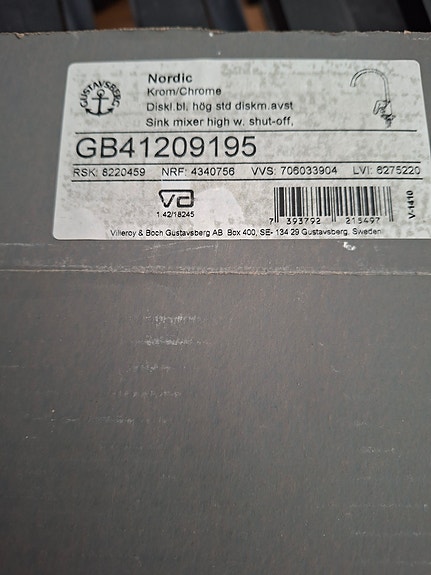 GUSTAVSBERG
Nordic
Krom/Chrome
Diskl.bl. hög std diskm.avst
Sink mixer high w. shut-off,
GB41209195
RSK: 8220459 NRF: 4340756 VVS: 706033904 LVI: 6275220
va
1.42/18245
7 393792 215497
V-1410
Villeroy & Boch Gustavsberg AB Box 400, SE- 134 29 Gustavsberg, Sweden